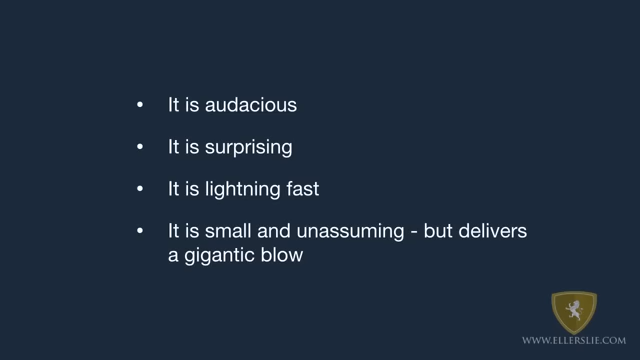 • It is audacious
• It is surprising
• It is lightning fast
• It is small and unassuming - but delivers
a gigantic blow
WWW.ELLERSLIE.COM